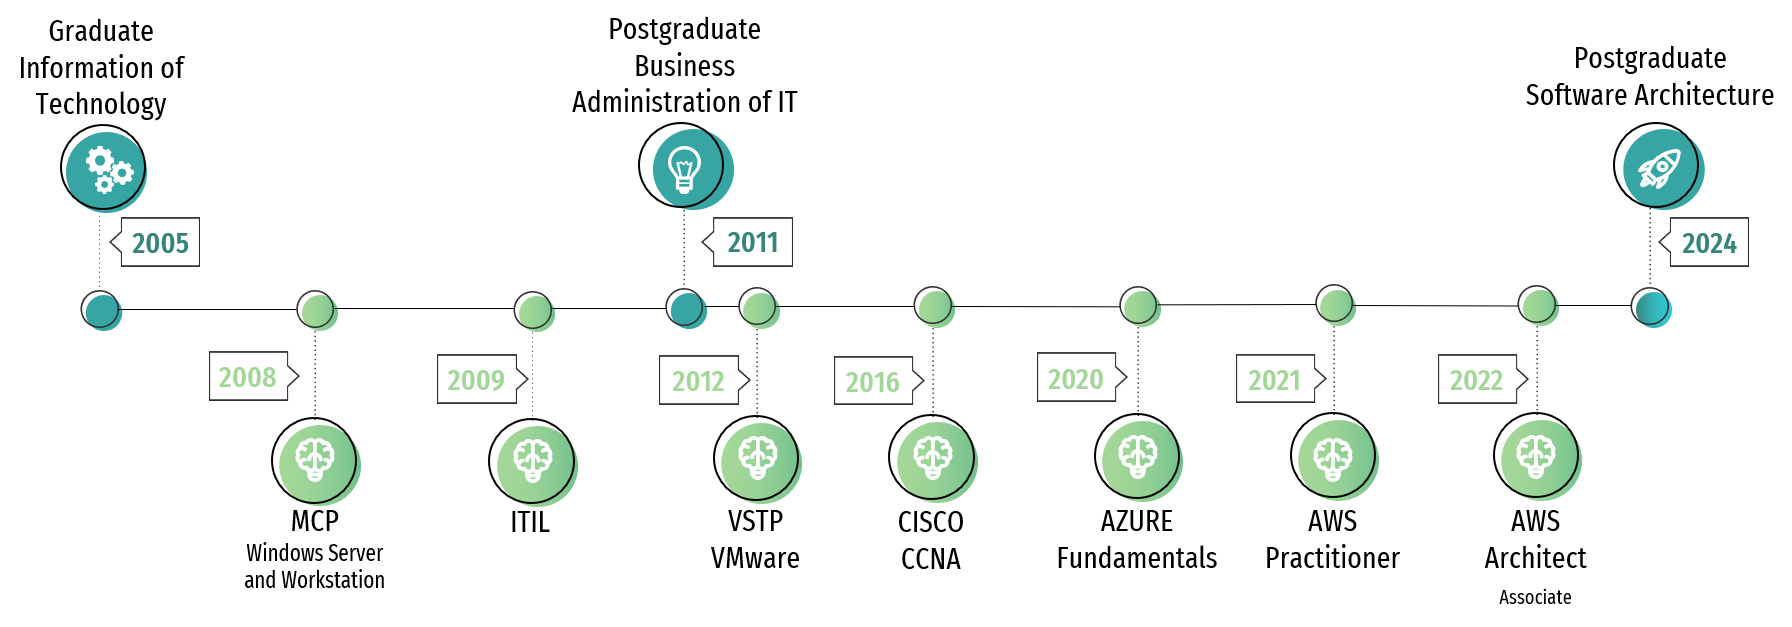 Graduate
Information of
Technology
2005
Postgraduate
Business
Administration of IT
2011
Postgraduate
Software Architecture
2024
2008
MCP
Windows Server
and Workstation
2009
ITIL
2012
VSTP
VMware
2016
CISCO
CCNA
2020
AZURE
Fundamentals
2021
AWS
Practitioner
2022
AWS
Architect
Associate